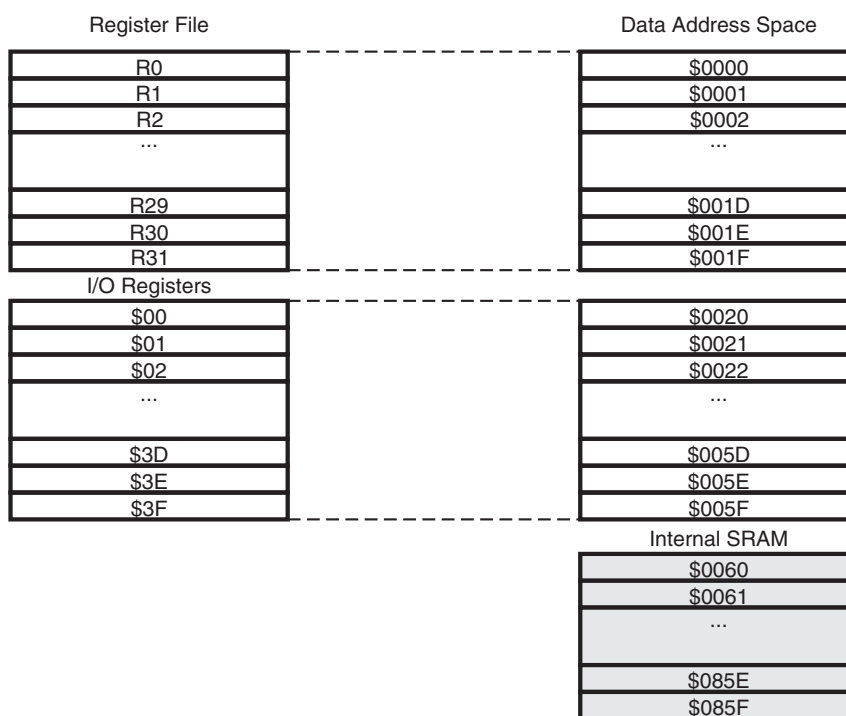 Register File
Data Address Space
R0
$0000
R1
$0001
R2
$0002
...
...
R29
$001D
R30
$001E
R31
$001F
I/O Registers
$00
$0020
$01
$0021
$02
$0022
...
...
$3D
$005D
$3E
$005E
$3F
$005F
Internal SRAM
$0060
$0061
...
$085E
$085F